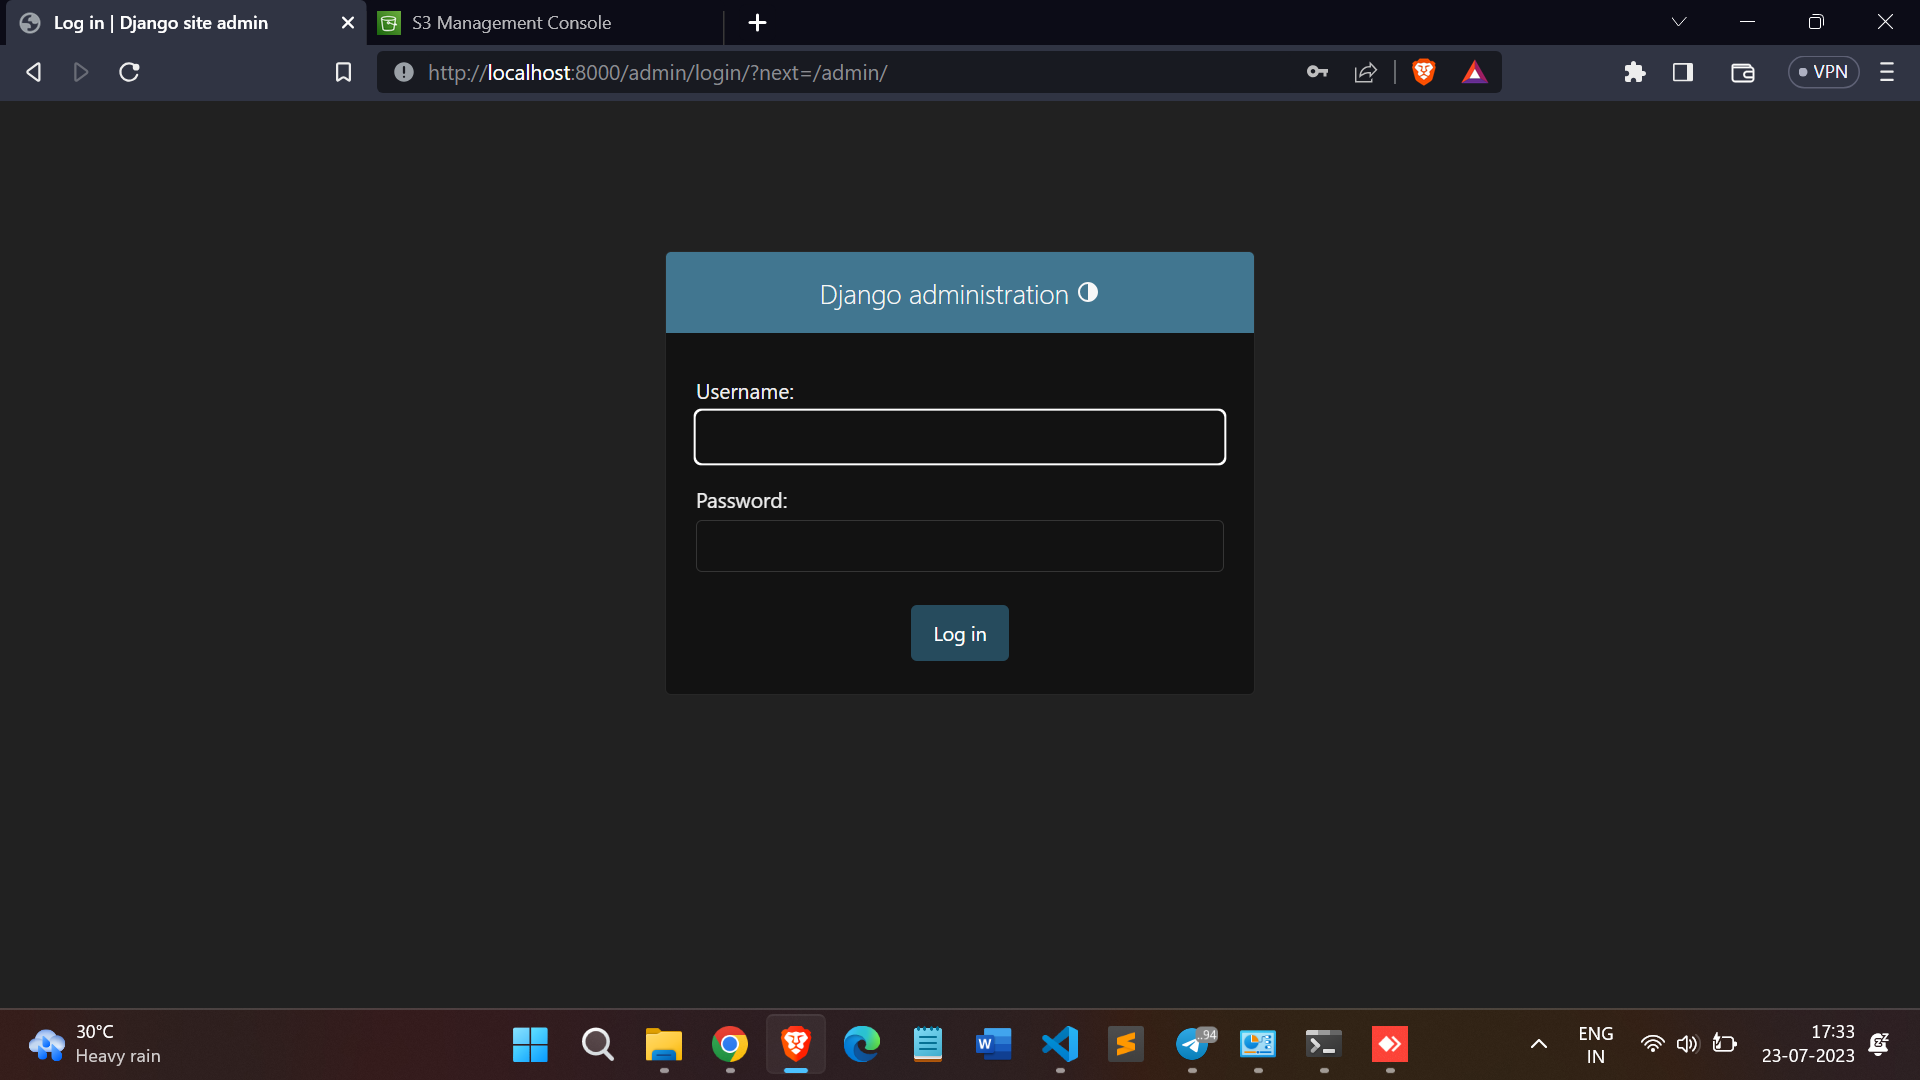 Log in | Django site admin
S3 Management Console
http://localhost:8000/admin/login/?next=/admin/
VPN
Django administration
Username:
Password:
Log in
30°C
Heavy rain
W
..94
ENG
IN
17:33
23-07-2023